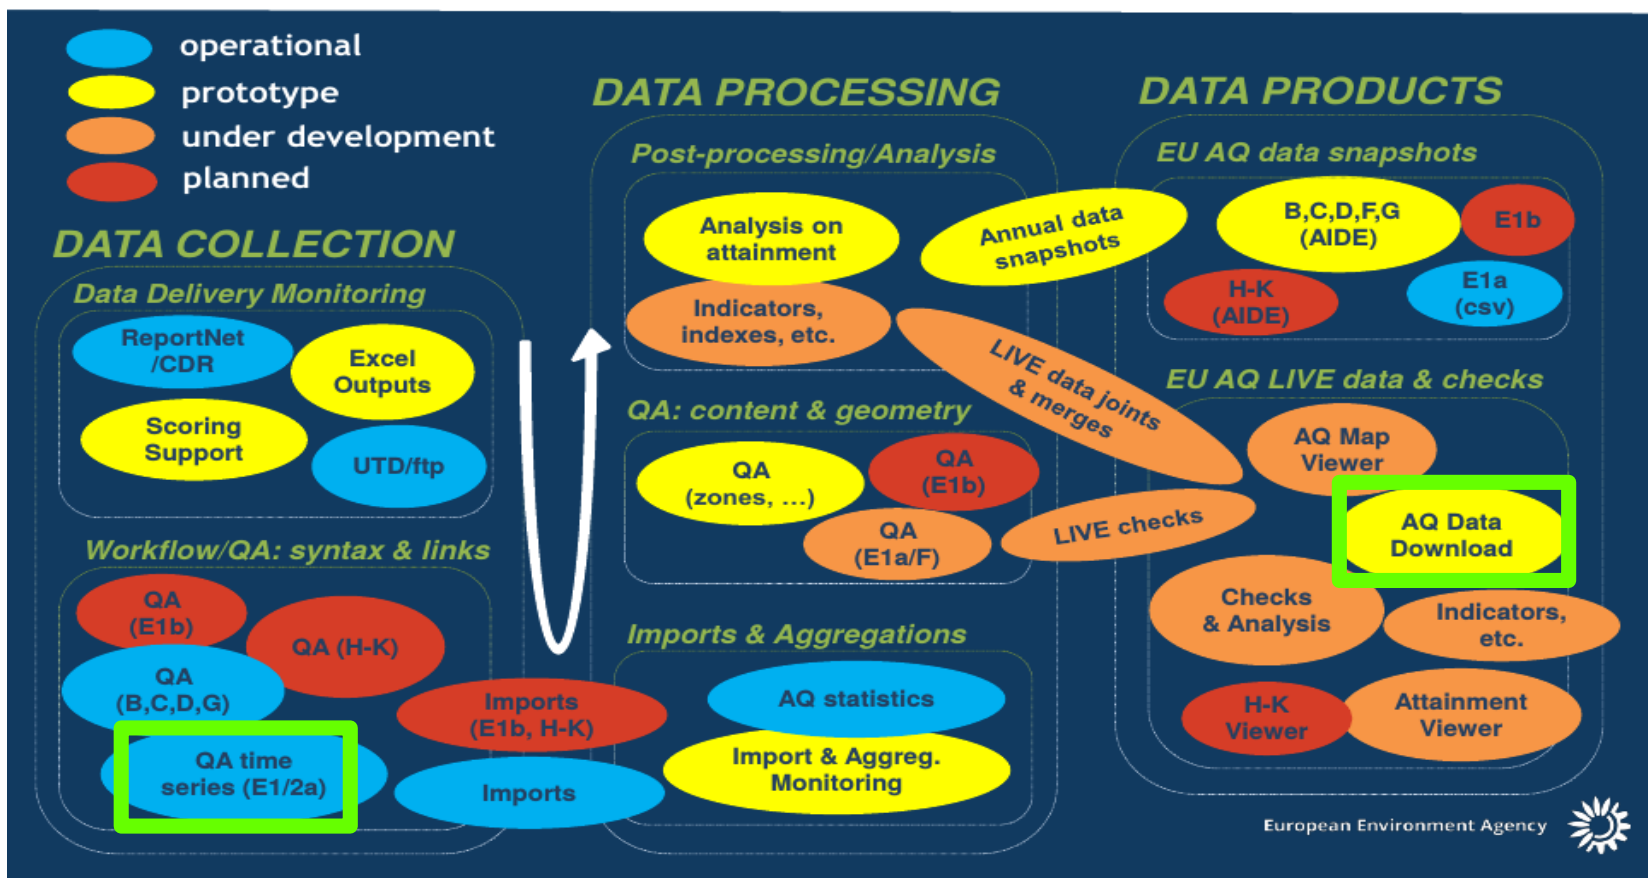 operational
prototype
under development
planned
DATA COLLECTION
Data Delivery Monitoring
ReportNet
/CDR
Excel
Outputs
Scoring
Support
UTD/ftp
Workflow/QA: syntax & links
QA
(E1b)
QA (H-K)
QA
(B,C,D,G)
QA time
series (E1/2a)
Imports
(E1b, H-K)
Imports
DATA PROCESSING
Post-processing/Analysis
Analysis on
attainment
Indicators,
indexes, etc.
Annual data
snapshots
LIVE data joints
& merges
QA: content & geometry
QA
(zones, ...)
QA
(E1b)
QA
(E1a/F)
LIVE checks
Imports & Aggregations
AQ statistics
Import & Aggreg.
Monitoring
DATA PRODUCTS
EU AQ data snapshots
B,C,D,F,G
(AIDE)
E1b
H-K
(AIDE)
E1a
(csv)
EU AQ LIVE data & checks
AQ Map
Viewer
AQ Data
Download
Checks
& Analysis
Indicators,
etc.
H-K
Viewer
Attainment
Viewer
European Environment Agency